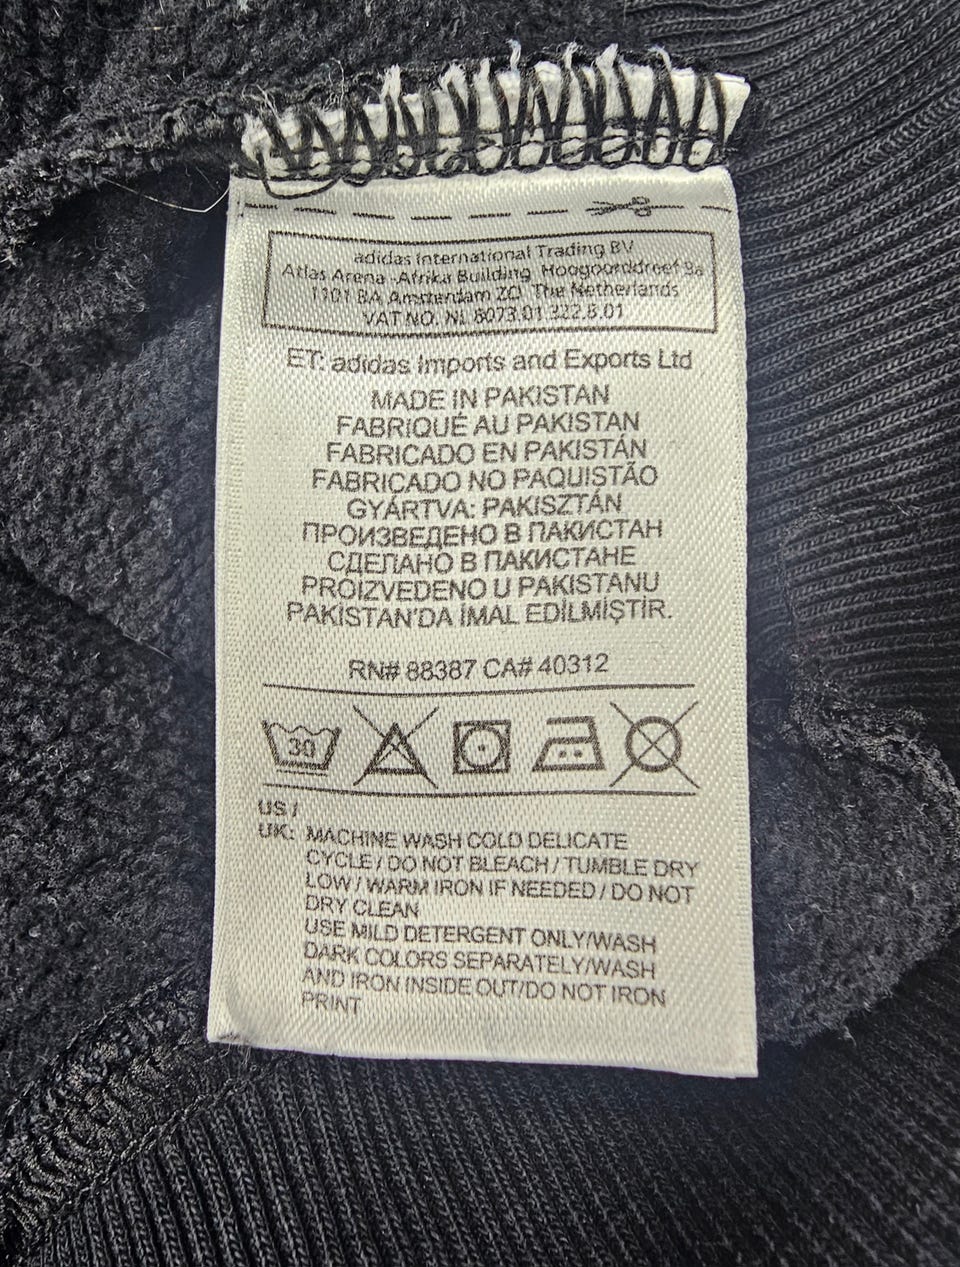 adidas International Trading BV
Atlas Arena -Afrika Building Hoogoorddreef 9a
1101 BA Amsterdam ZO, The Netherlands
VAT NO. NL 8073.01.322.B.01
ET: adidas Imports and Exports Ltd
MADE IN PAKISTAN
FABRIQUÉ AU PAKISTAN
FABRICADO EN PAKISTÁN
FABRICADO NO PAQUISTÃO
GYÁRTVA: PAKISZTÁN
ПРОИЗВЕДЕНО В ПАКИСТАН
СДЕЛАНО В ПАКИСТАНЕ
PROIZVEDENO U PAKISTANU
PAKİSTAN'DA İMAL EDİLMİŞTİR.
RN# 88387 CA# 40312
30
US /
UK: MACHINE WASH COLD DELICATE
CYCLE / DO NOT BLEACH / TUMBLE DRY
LOW / WARM IRON IF NEEDED / DO NOT
DRY CLEAN
USE MILD DETERGENT ONLY/WASH
DARK COLORS SEPARATELY/WASH
AND IRON INSIDE OUT/DO NOT IRON
PRINT